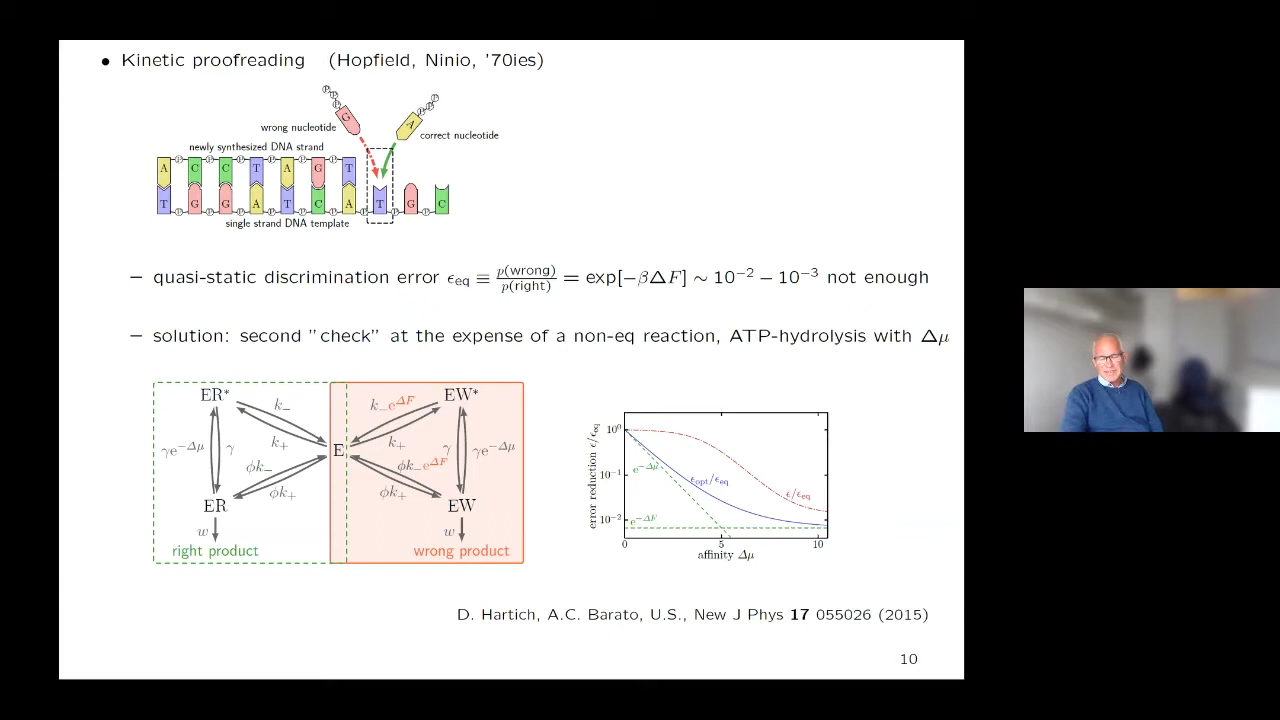 • Kinetic proofreading (Hopfield, Ninio, '70ies)
P P P G
A P P P
wrong nucleotide
correct nucleotide
newly synthesized DNA strand
A P C P C P T P A P G P T
T P G P G P A P T P C P A P T P G P C
single strand DNA template
– quasi-static discrimination error ϵeq ≡ p(wrong)/p(right) = exp[−βΔF] ∼ 10⁻² − 10⁻³ not enough
– solution: second "check" at the expense of a non-eq reaction, ATP-hydrolysis with Δμ
ER* k₋ k₋e^ΔF EW*
k₊ k₊
γe^−Δμ γ E γ γe^−Δμ
ϕk₋ ϕk₋e^ΔF
ϕk₊ ϕk₊
ER EW
w w
right product wrong product
error reduction ϵ/ϵeq
10⁰
10⁻¹
10⁻²
e^−Δμ
ϵopt/ϵeq
ϵ/ϵeq
e^−ΔF
0 5 10
affinity Δμ
D. Hartich, A.C. Barato, U.S., New J Phys 17 055026 (2015)
10